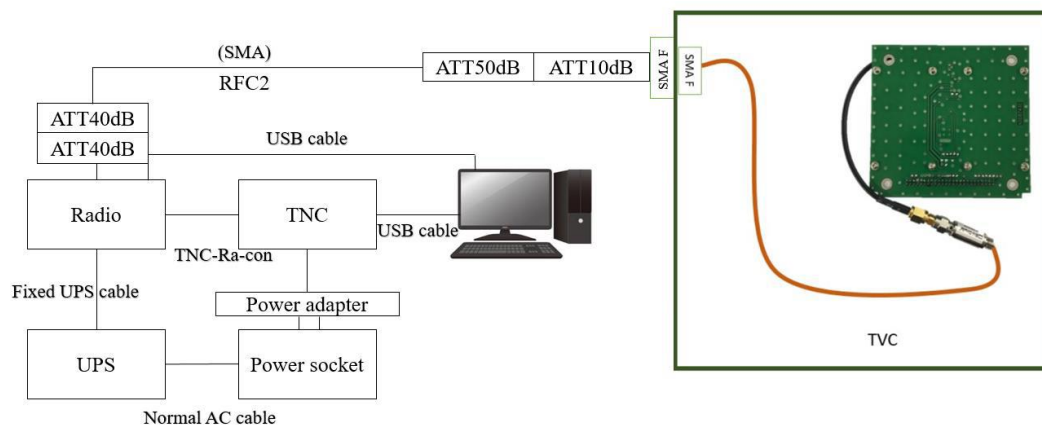 (SMA)
RFC2
ATT50dB
ATT10dB
SMA F
SMA F
ATT40dB
ATT40dB
USB cable
Radio
TNC
USB cable
TNC-Ra-con
Fixed UPS cable
Power adapter
UPS
Power socket
Normal AC cable
TVC